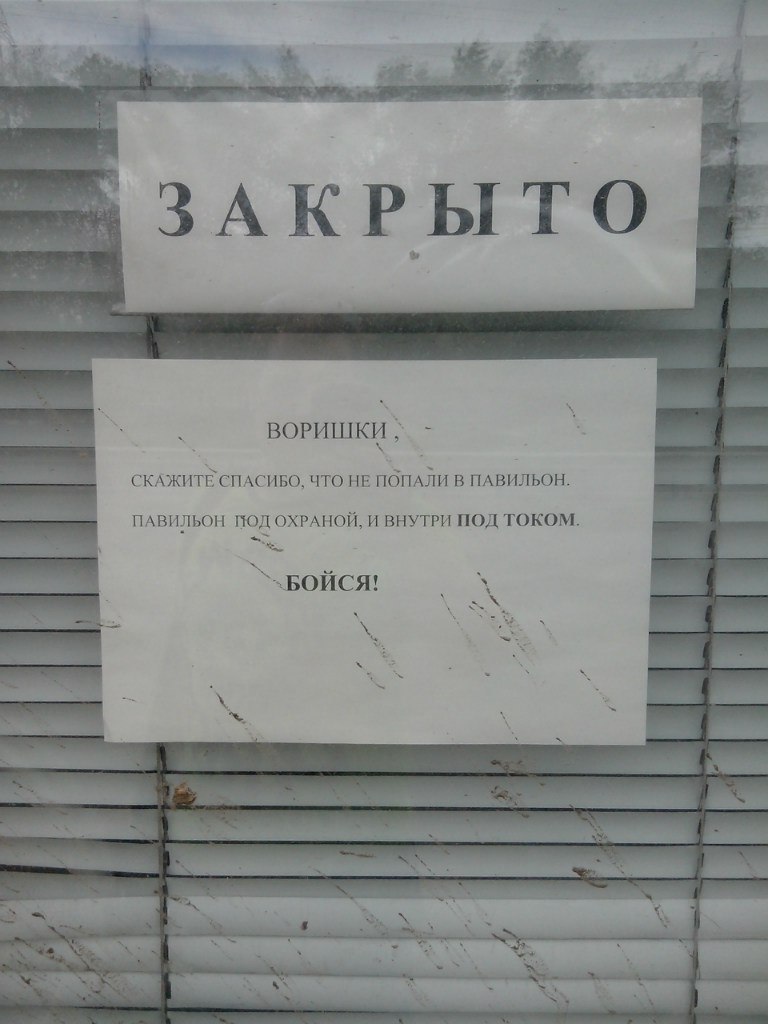 ЗАКРЫТО
ВОРИШКИ ,
СКАЖИТЕ СПАСИБО, ЧТО НЕ ПОПАЛИ В ПАВИЛЬОН.
ПАВИЛЬОН ПОД ОХРАНОЙ, И ВНУТРИ ПОД ТОКОМ.
БОЙСЯ!